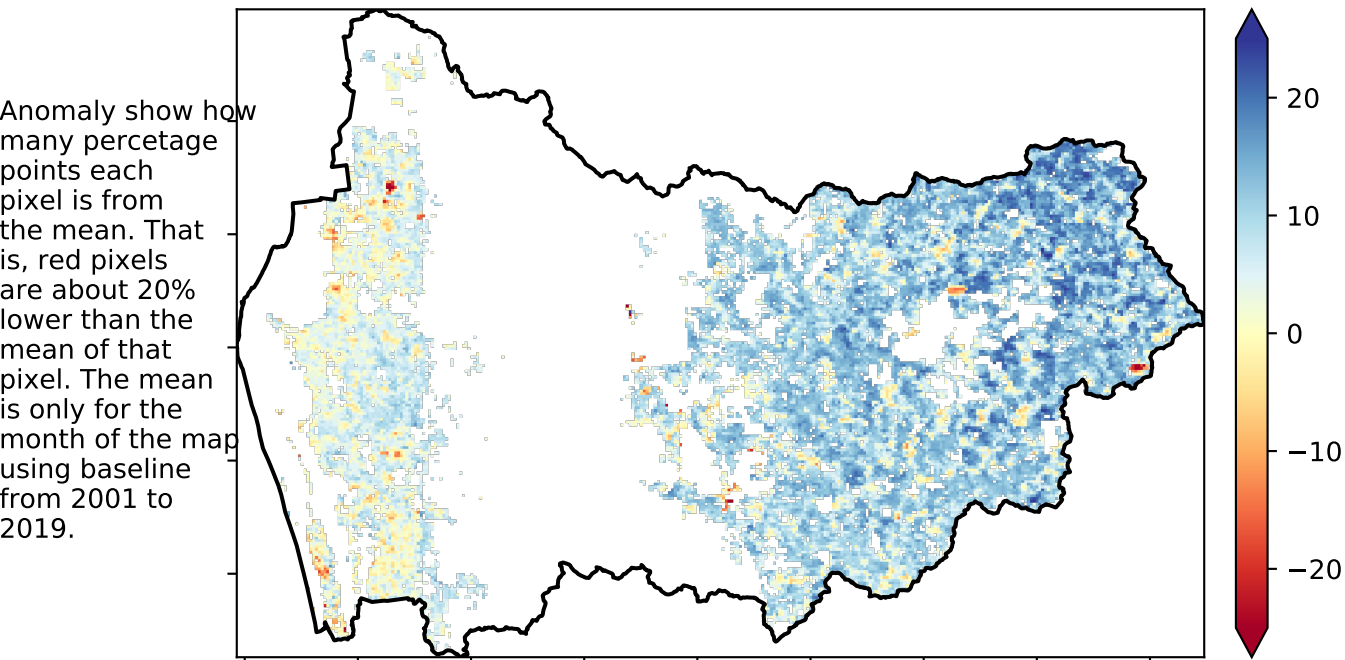 Anomaly show how
many percetage
points each
pixel is from
the mean. That
is, red pixels
are about 20%
lower than the
mean of that
pixel. The mean
is only for the
month of the map
using baseline
from 2001 to
2019.
20
10
0
−10
−20